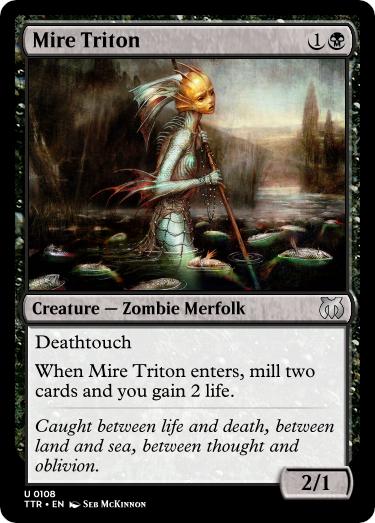 Mire Triton 1
Creature — Zombie Merfolk
Deathtouch
When Mire Triton enters, mill two
cards and you gain 2 life.
Caught between life and death, between
land and sea, between thought and
oblivion.
2/1
U 0108
TTR • EN Seb McKinnon